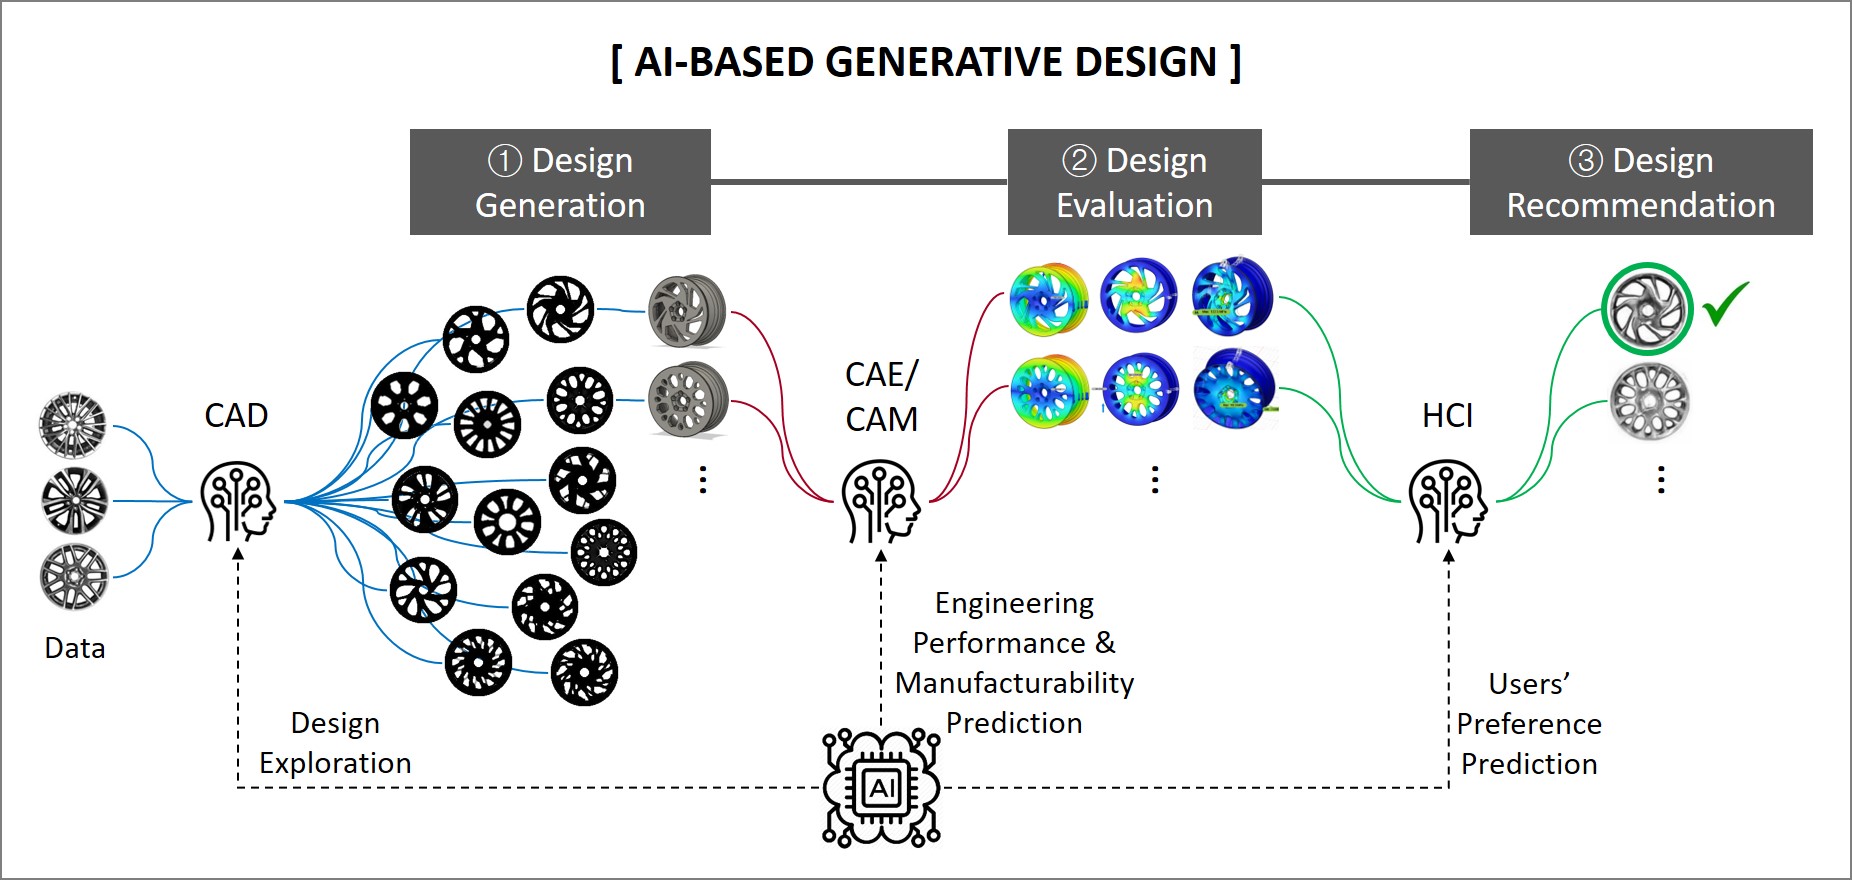 [ AI-BASED GENERATIVE DESIGN ]
① Design
Generation
② Design
Evaluation
③ Design
Recommendation
CAD
CAE/
CAM
HCI
Data
Design
Exploration
Engineering
Performance &
Manufacturability
Prediction
Users’
Preference
Prediction
AI